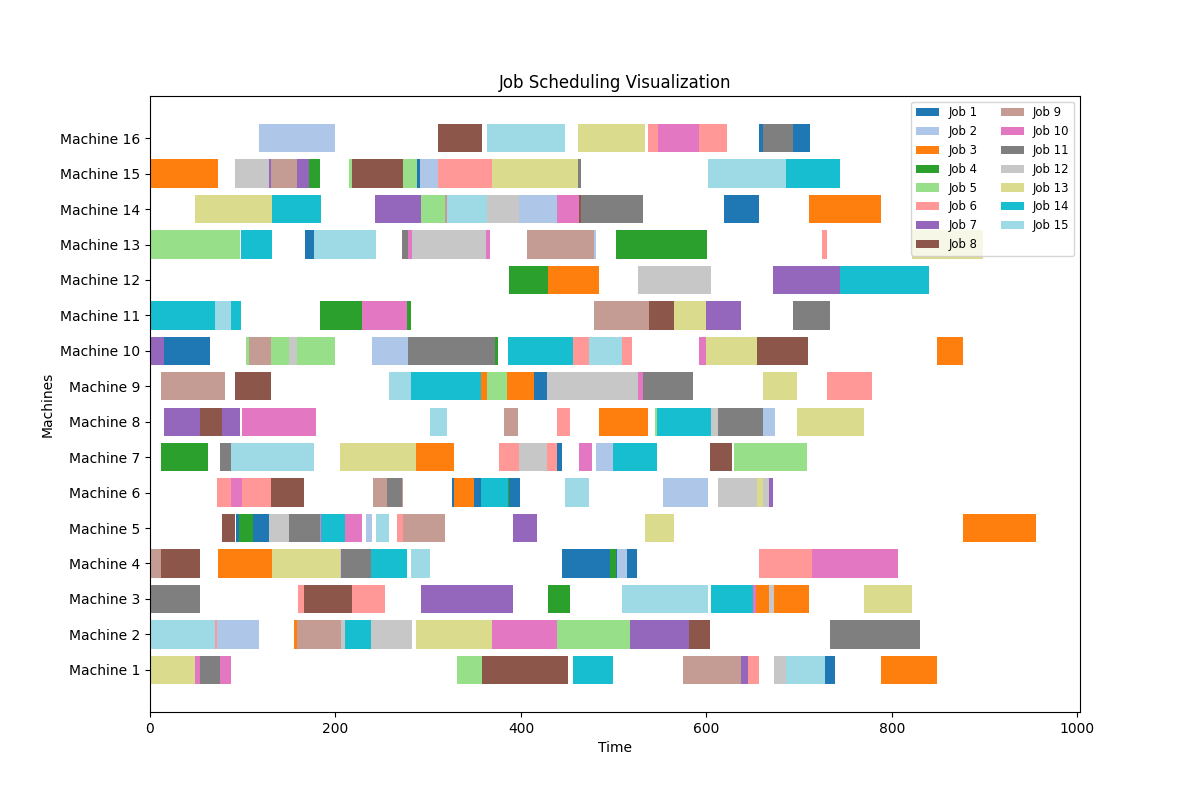 Job Scheduling Visualization
Machine 16
Machine 15
Machine 14
Machine 13
Machine 12
Machine 11
Machine 10
Machine 9
Machine 8
Machine 7
Machine 6
Machine 5
Machine 4
Machine 3
Machine 2
Machine 1
Machines
0 200 400 600 800 1000
Time
Job 1 Job 9
Job 2 Job 10
Job 3 Job 11
Job 4 Job 12
Job 5 Job 13
Job 6 Job 14
Job 7 Job 15
Job 8